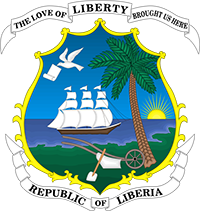 THE LOVE OF LIBERTY BROUGHT US HERE
REPUBLIC OF LIBERIA